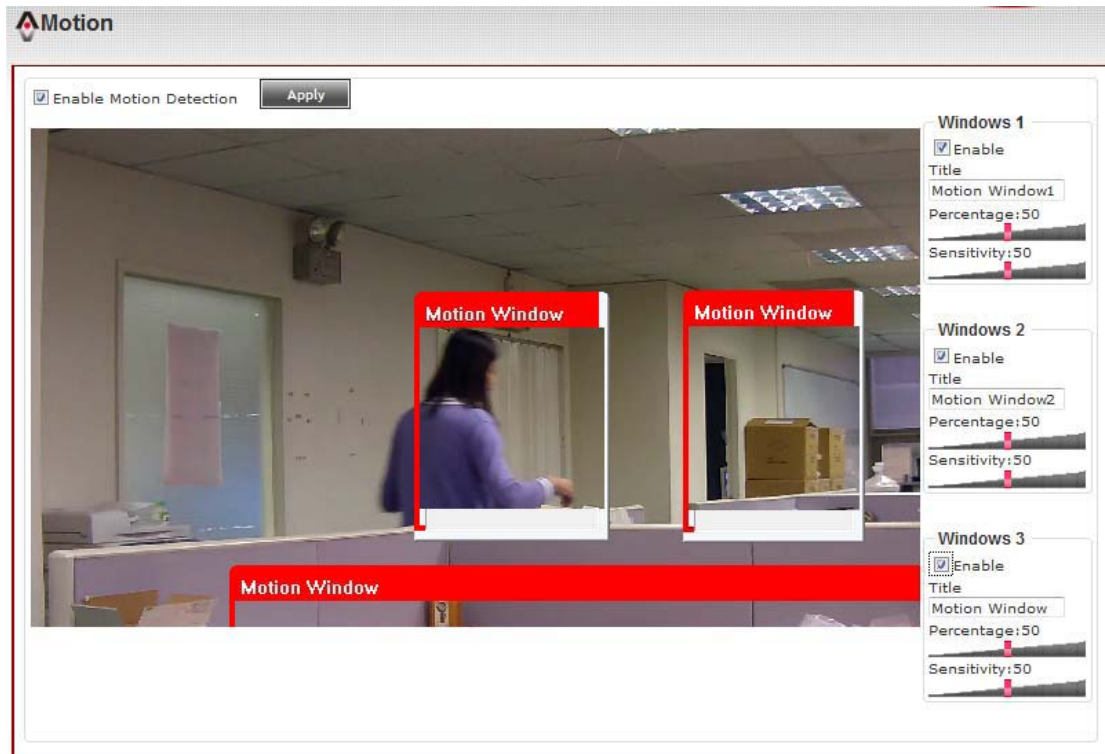 Motion
Enable Motion Detection
Apply
Motion Window
Motion Window
Motion Window
Windows 1
Enable
Title
Motion Window1
Percentage:50
Sensitivity:50
Windows 2
Enable
Title
Motion Window2
Percentage:50
Sensitivity:50
Windows 3
Enable
Title
Motion Window
Percentage:50
Sensitivity:50